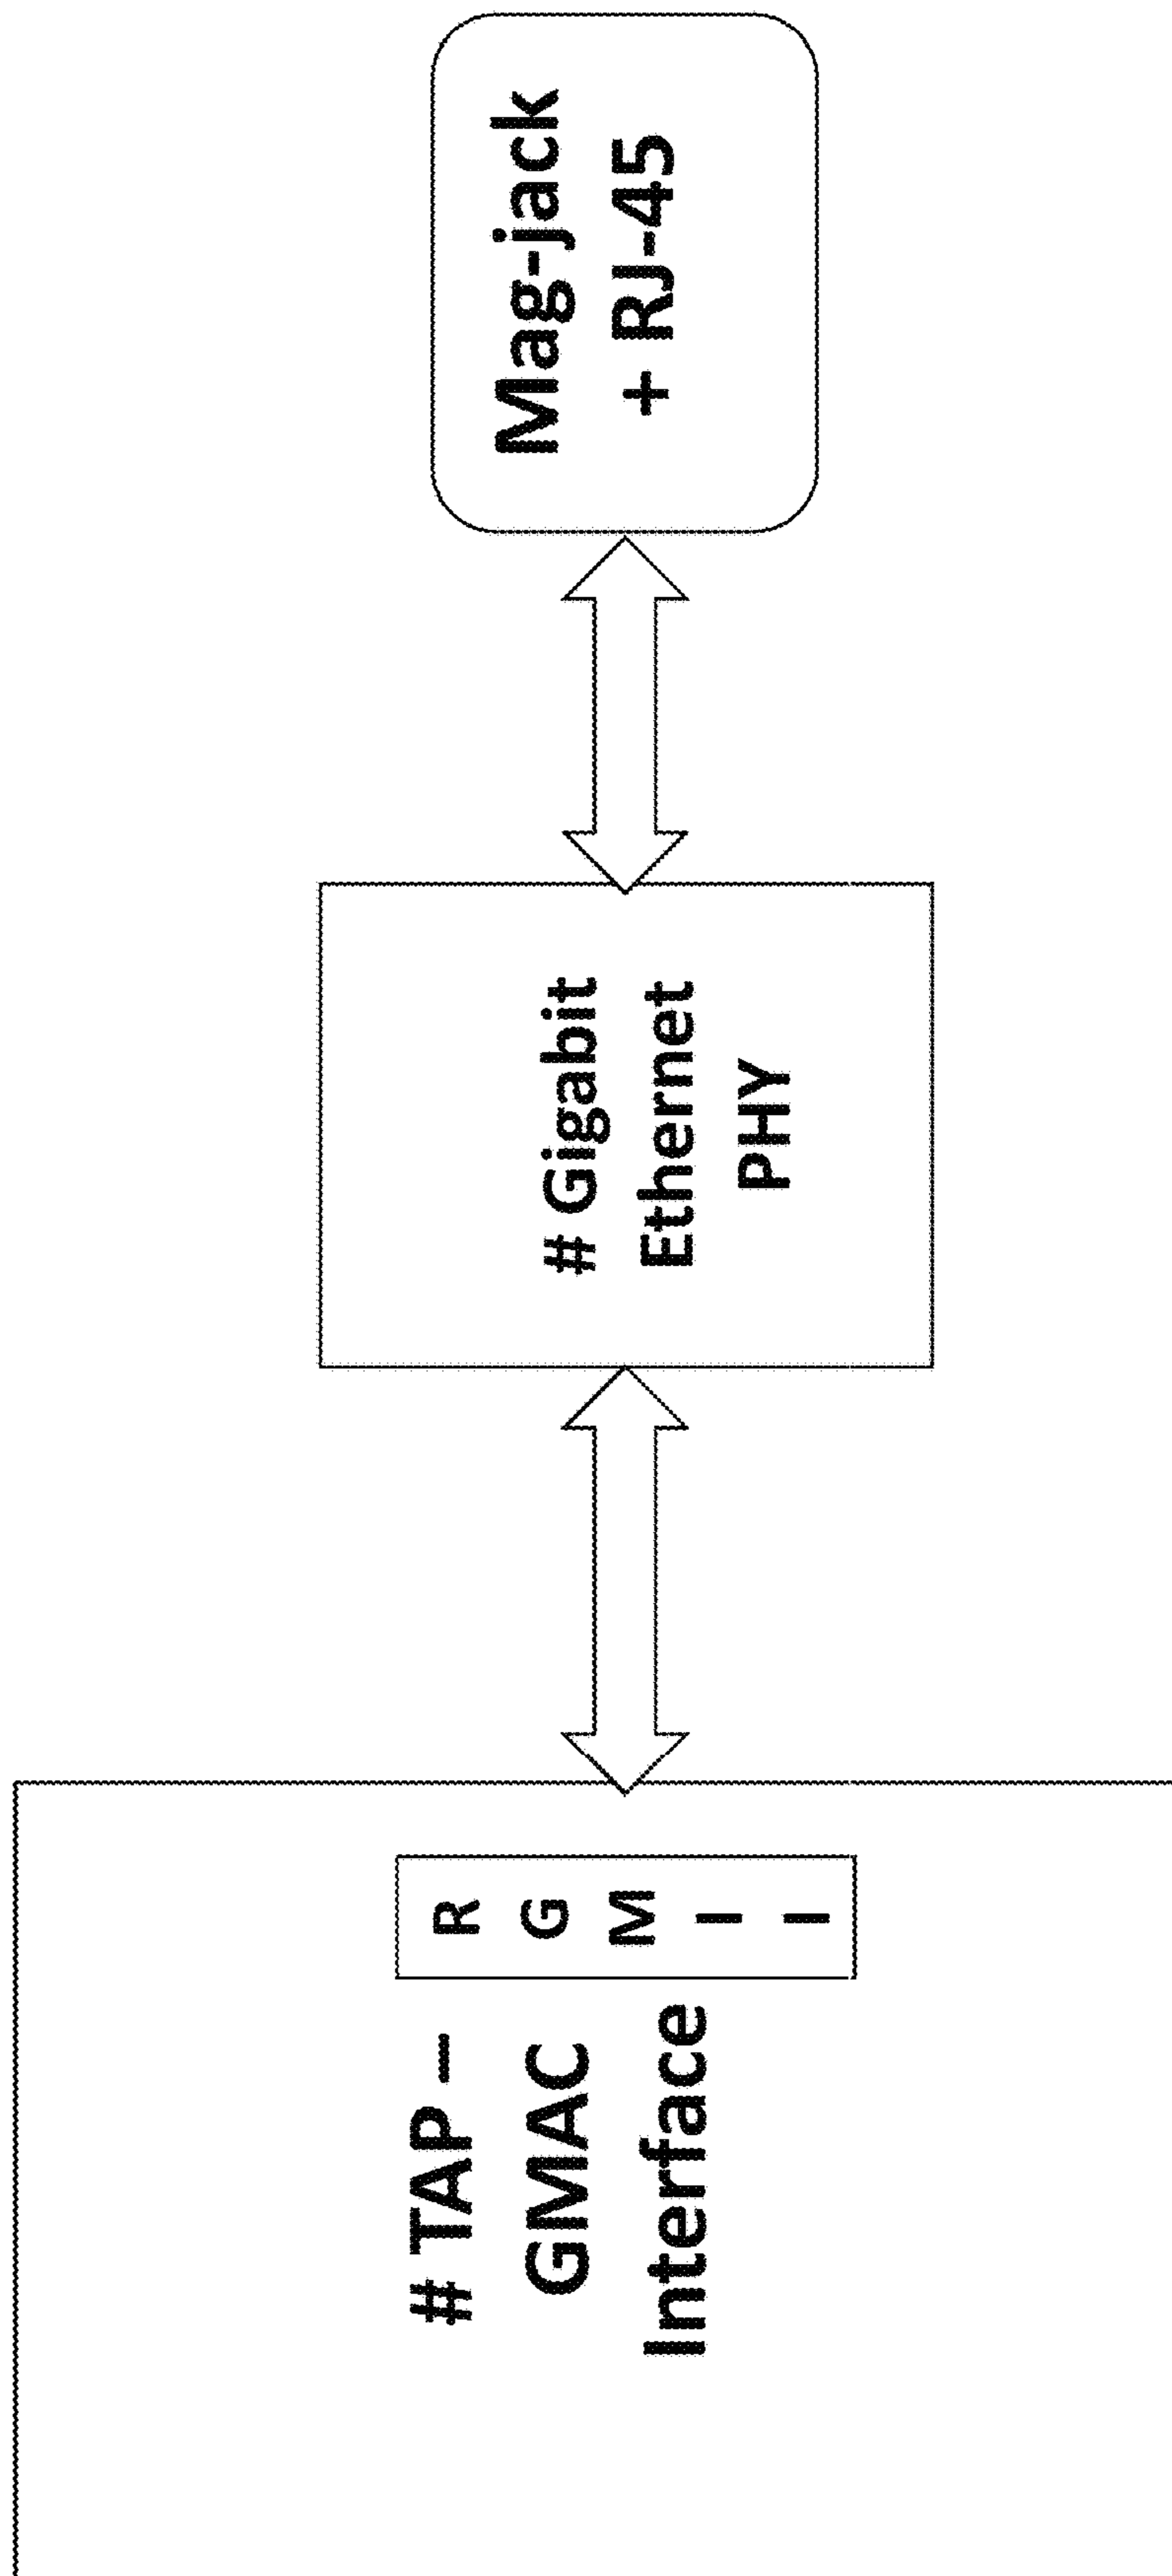 # TAP –
GMAC
Interface
R
G
M
I
I
# Gigabit
Ethernet
PHY
Mag-jack
+ RJ-45